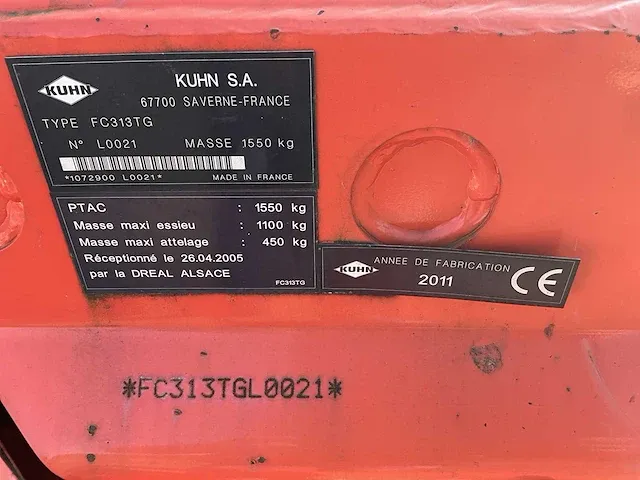 KUHN
KUHN S.A.
67700 SAVERNE-FRANCE
TYPE FC313TG
N° L0021 MASSE 1550 kg
*1072900 L0021* MADE IN FRANCE
PTAC : 1550 kg
Masse maxi essieu : 1100 kg
Masse maxi attelage : 450 kg
Réceptionné le 26.04.2005
par la DREAL ALSACE
FC313TG
KUHN
ANNEE DE FABRICATION
2011
CE
*FC313TGL0021*